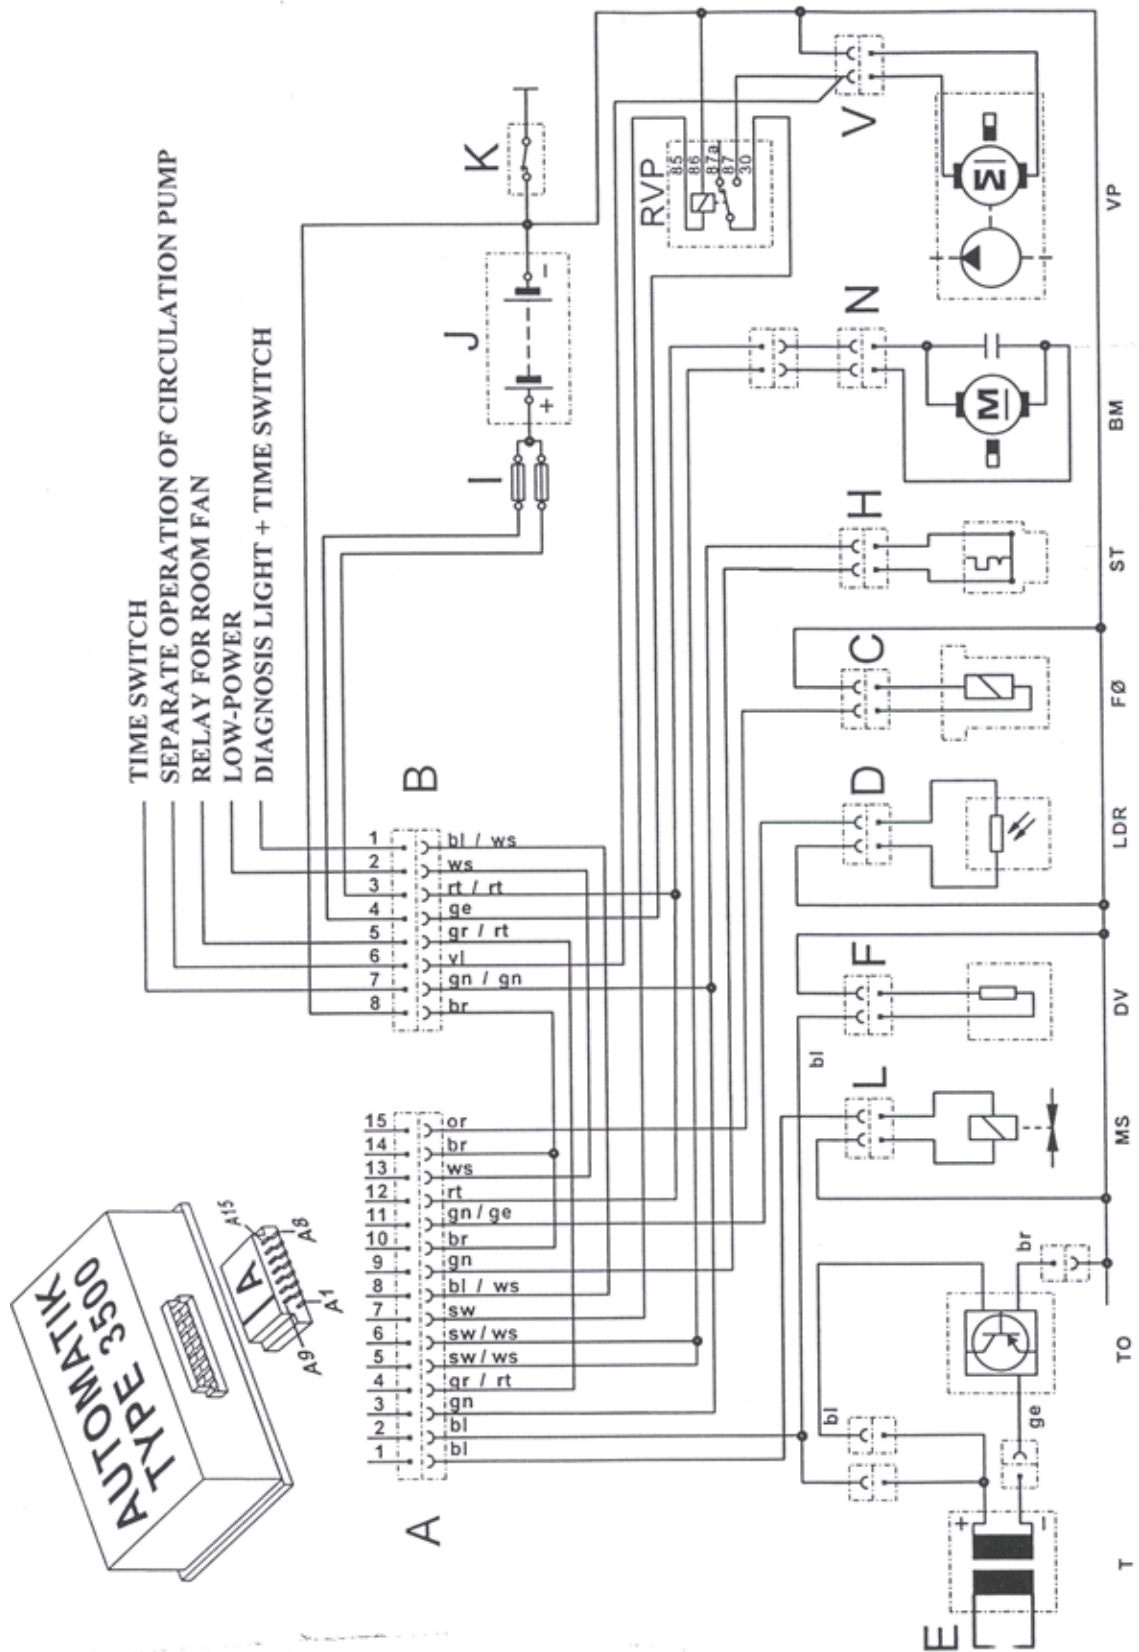 TIME SWITCH
SEPARATE OPERATION OF CIRCULATION PUMP
RELAY FOR ROOM FAN
LOW-POWER
DIAGNOSIS LIGHT + TIME SWITCH
AUTOMATIK
TYPE 3500
A
A15
A8
A1
A9
K
J
+
−
I
B
1 bl / ws
2 ws
3 rt / rt
4 ge
5 gr / rt
6 vl
7 gn / gn
8 br
A
15 or
14 br
13 ws
12 rt
11 gn/ge
10 br
9 gn
8 bl / ws
7 sw
6 sw/ws
5 sw/ws
4 gr / rt
3 gn
2 bl
1 bl
RVP
85
86
87a
87
30
V
N
H
C
D
F
bl
L
M
M
br
bl
ge
+
−
E
T
TO
MS
DV
LDR
FØ
ST
BM
VP